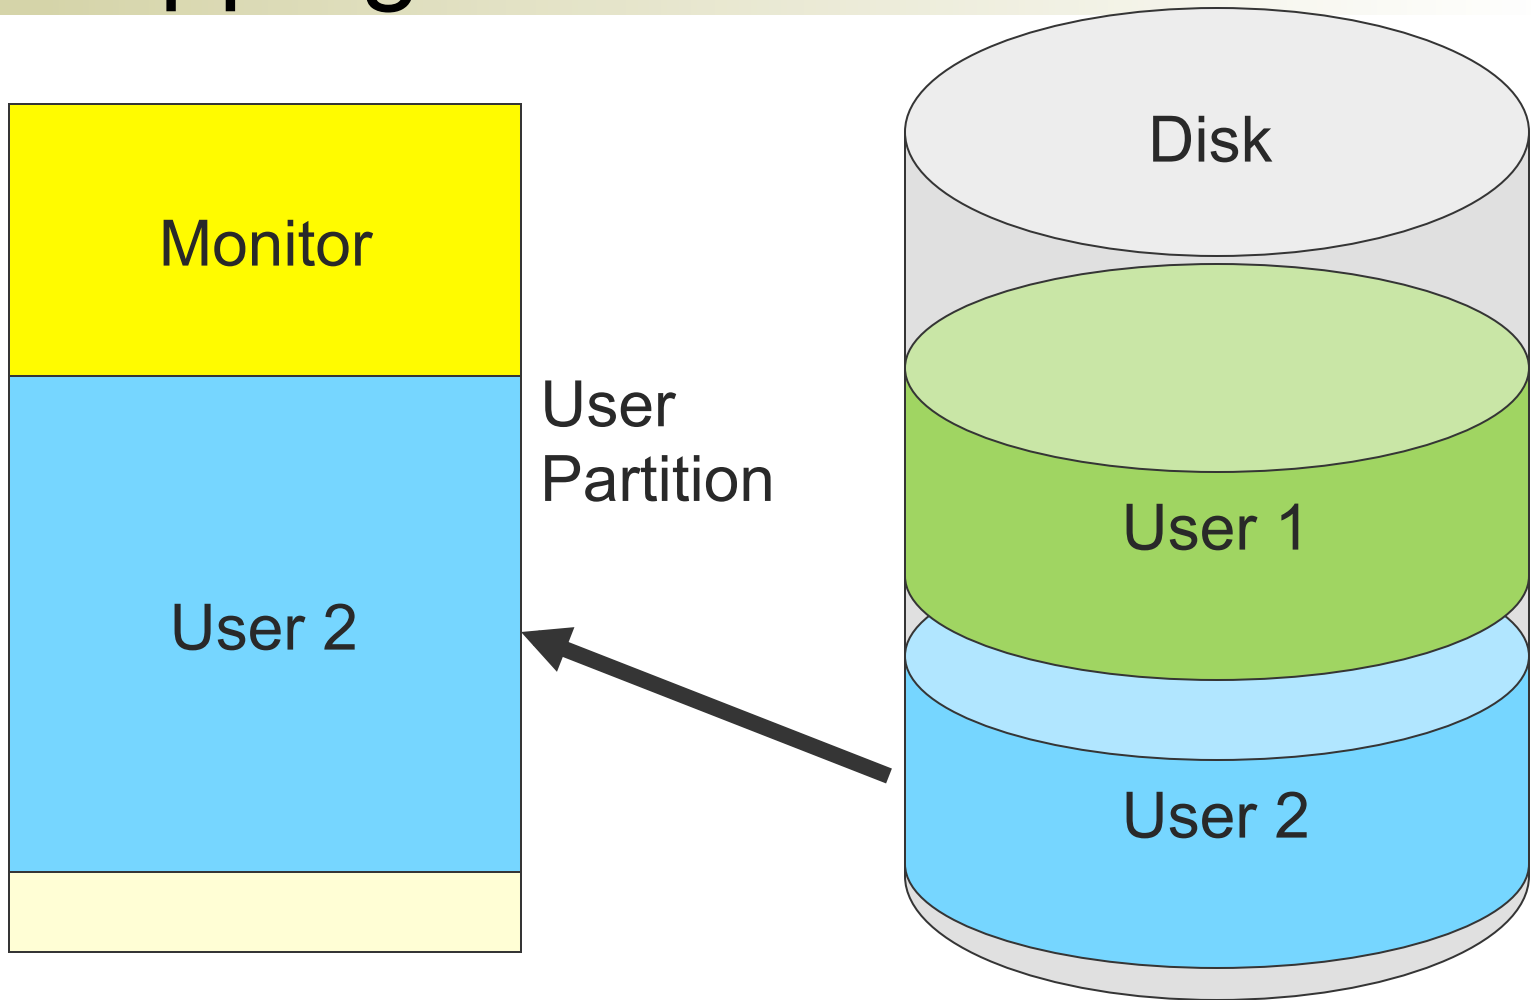 Disk
Monitor
User
Partition
User 1
User 2
User 2